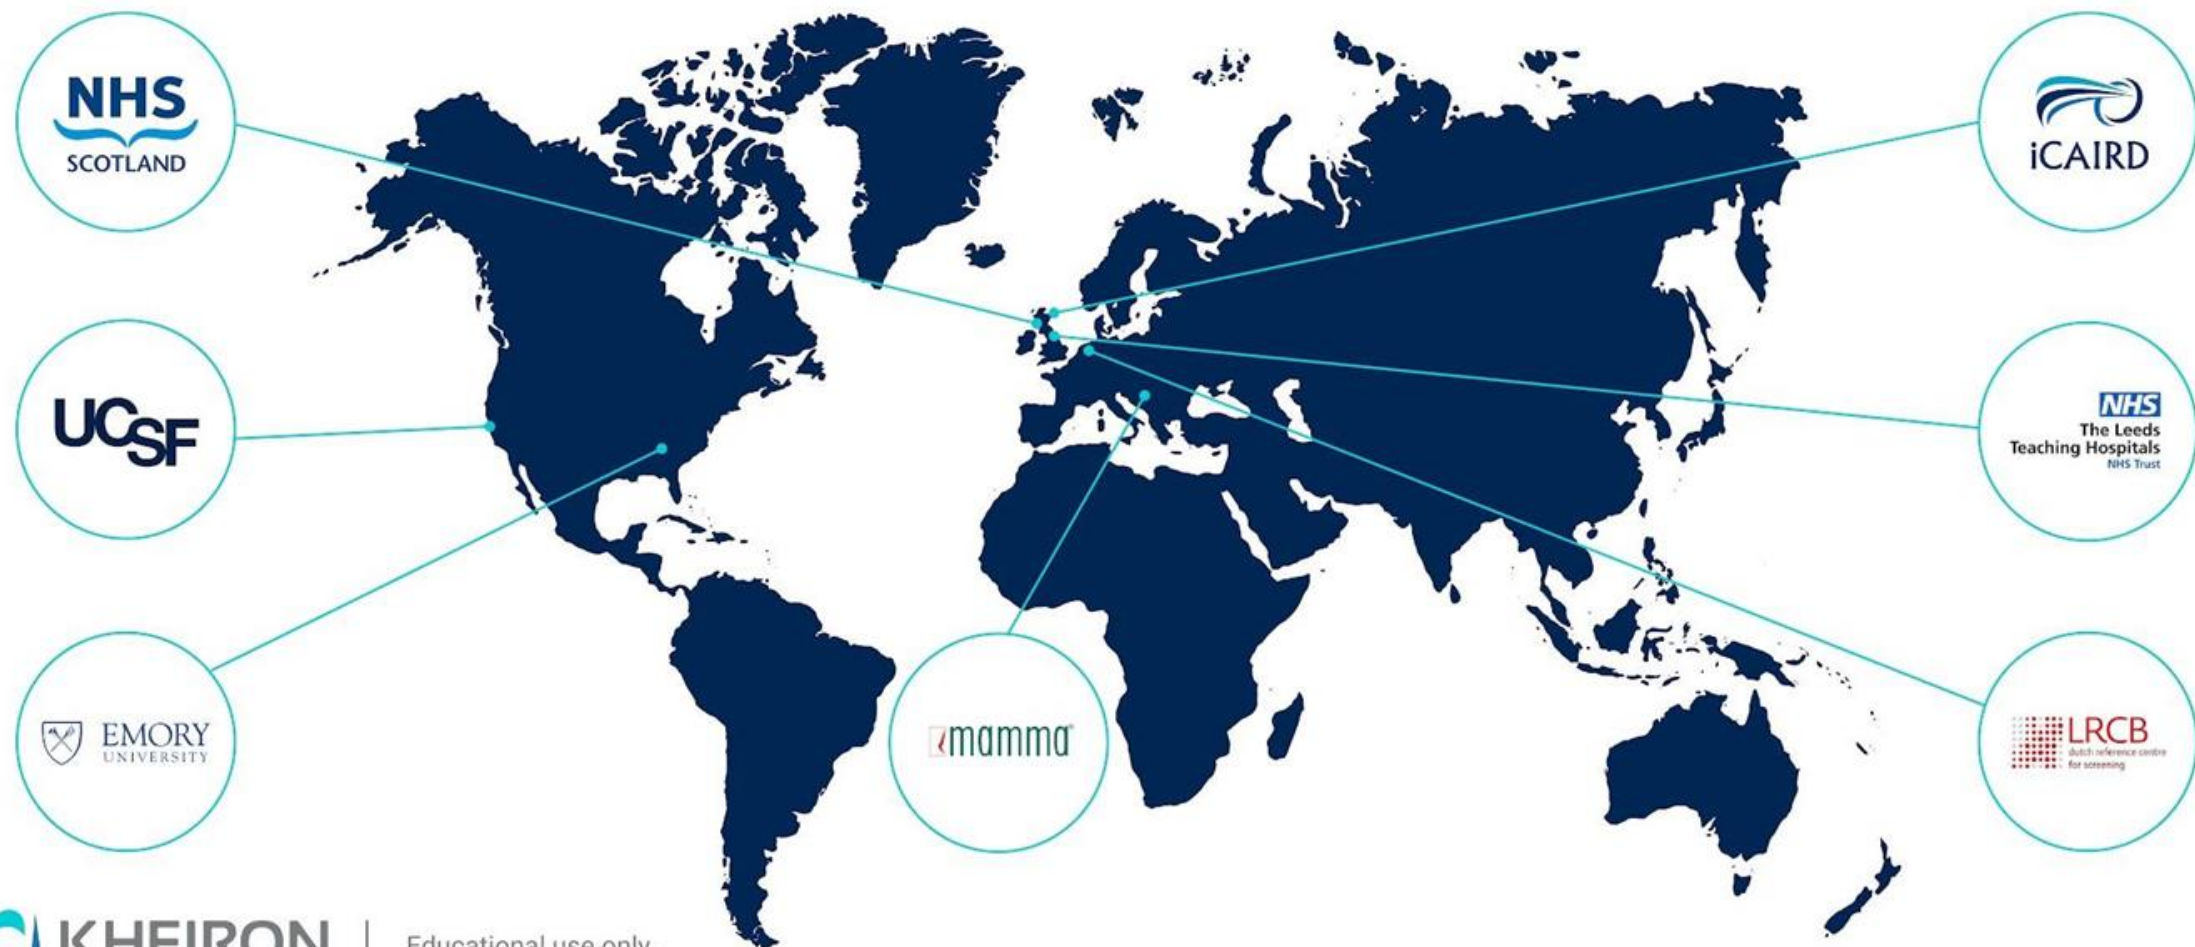 NHS
SCOTLAND
iCAIRD
UCSF
NHS
The Leeds
Teaching Hospitals
NHS Trust
EMORY
UNIVERSITY
mamma
LRCB
dutch reference centre
for screening
KHEIRON
Educational use only